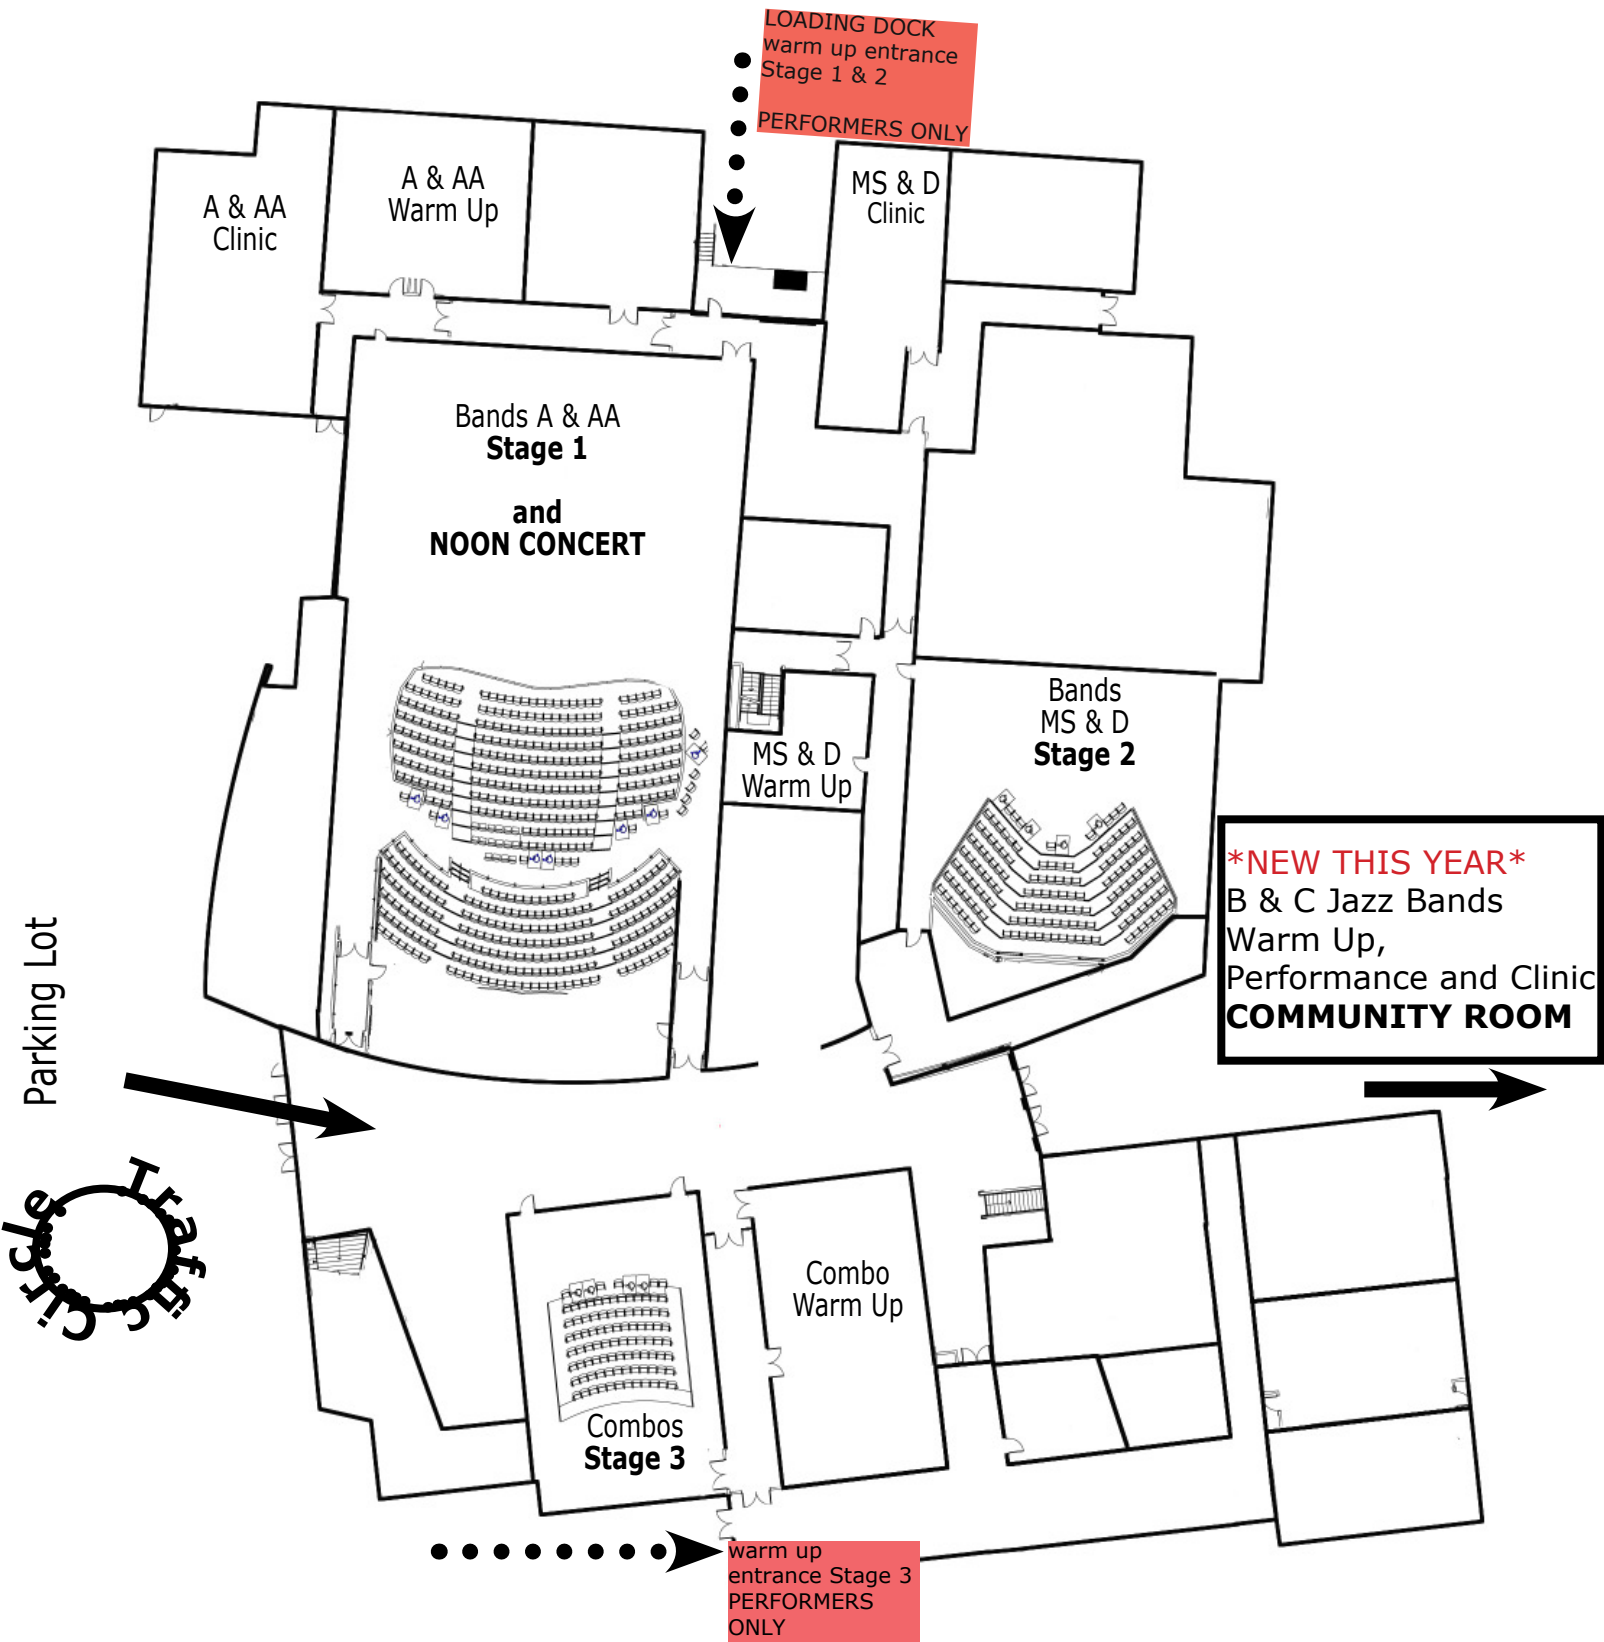 LOADING DOCK
warm up entrance
Stage 1 & 2
PERFORMERS ONLY
A & AA
Clinic
A & AA
Warm Up
MS & D
Clinic
Bands A & AA
Stage 1
and
NOON CONCERT
Bands
MS & D
Stage 2
MS & D
Warm Up
*NEW THIS YEAR*
B & C Jazz Bands
Warm Up,
Performance and Clinic
COMMUNITY ROOM
Parking Lot
Traffic Circle
Combo
Warm Up
Combos
Stage 3
warm up
entrance Stage 3
PERFORMERS
ONLY